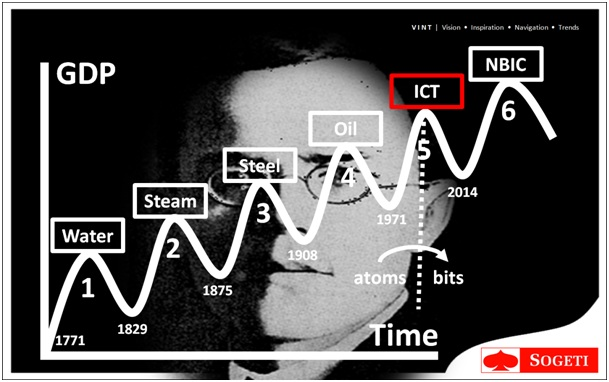 VINT | Vision • Inspiration • Navigation • Trends
GDP
NBIC
ICT
6
Oil
5
Steel
4
Steam
3
2014
Water
2
1971
1908
1
1875
atoms bits
1829
1771
Time
SOGETI